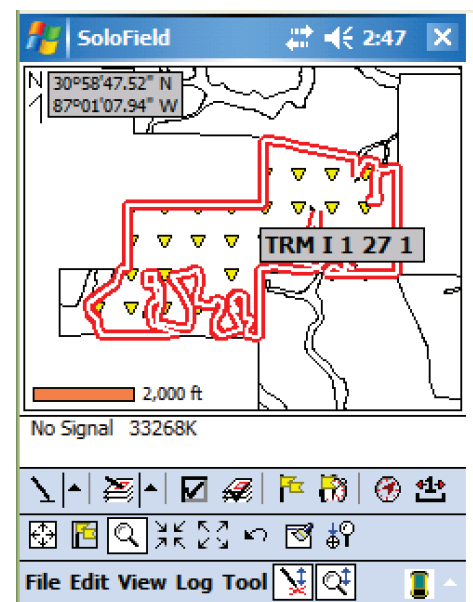 SoloField 2:47
N 30°58'47.52" N
87°01'07.94" W
TRM I 1 27 1
2,000 ft
No Signal 33268K
1
File Edit View Log Tool